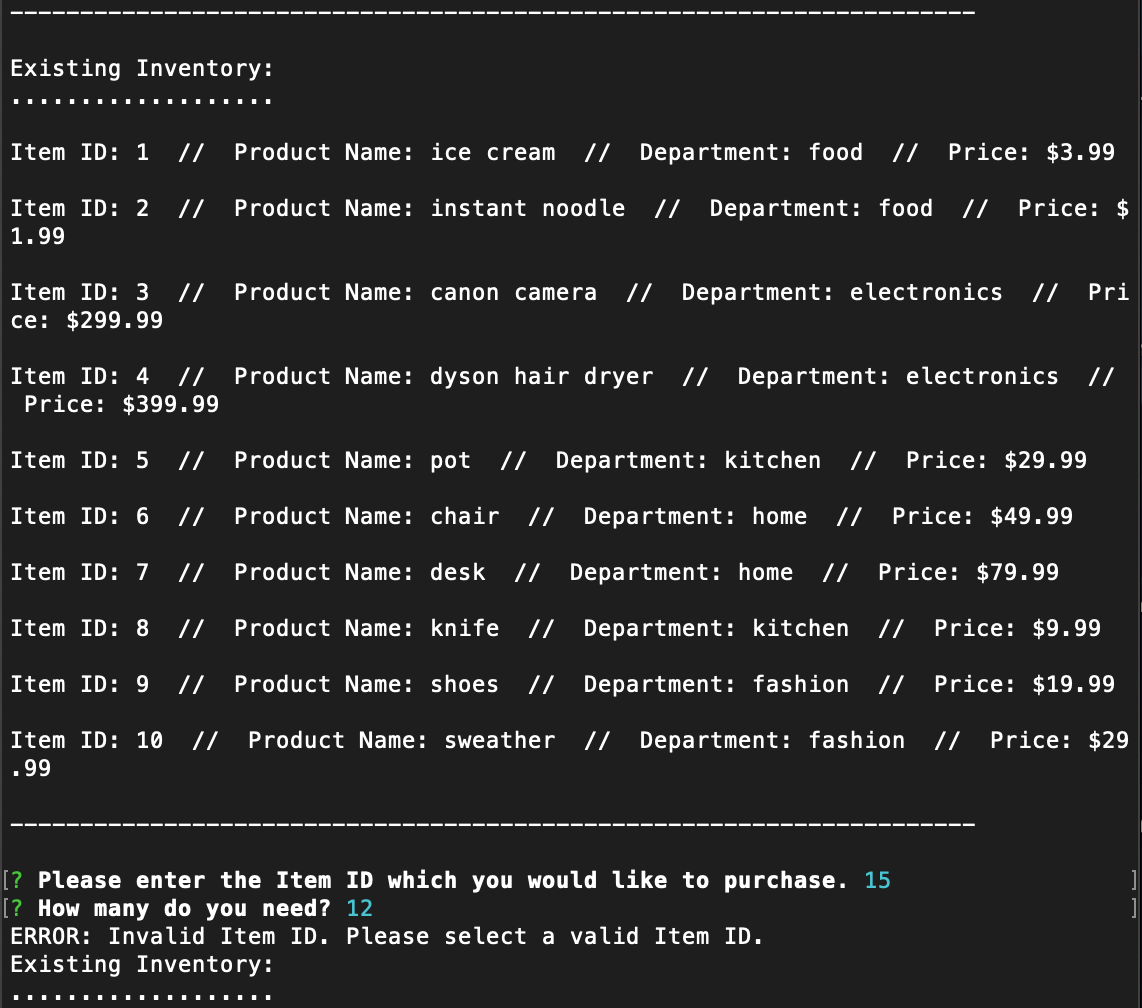 ---------------------------------------------------------------------
Existing Inventory:
...................
Item ID: 1  //  Product Name: ice cream  //  Department: food  //  Price: $3.99
Item ID: 2  //  Product Name: instant noodle  //  Department: food  //  Price: $
1.99
Item ID: 3  //  Product Name: canon camera  //  Department: electronics  //  Pri
ce: $299.99
Item ID: 4  //  Product Name: dyson hair dryer  //  Department: electronics  //
 Price: $399.99
Item ID: 5  //  Product Name: pot  //  Department: kitchen  //  Price: $29.99
Item ID: 6  //  Product Name: chair  //  Department: home  //  Price: $49.99
Item ID: 7  //  Product Name: desk  //  Department: home  //  Price: $79.99
Item ID: 8  //  Product Name: knife  //  Department: kitchen  //  Price: $9.99
Item ID: 9  //  Product Name: shoes  //  Department: fashion  //  Price: $19.99
Item ID: 10  //  Product Name: sweather  //  Department: fashion  //  Price: $29
.99
---------------------------------------------------------------------
[? Please enter the Item ID which you would like to purchase. 15 ]
[? How many do you need? 12 ]
ERROR: Invalid Item ID. Please select a valid Item ID.
Existing Inventory:
...................